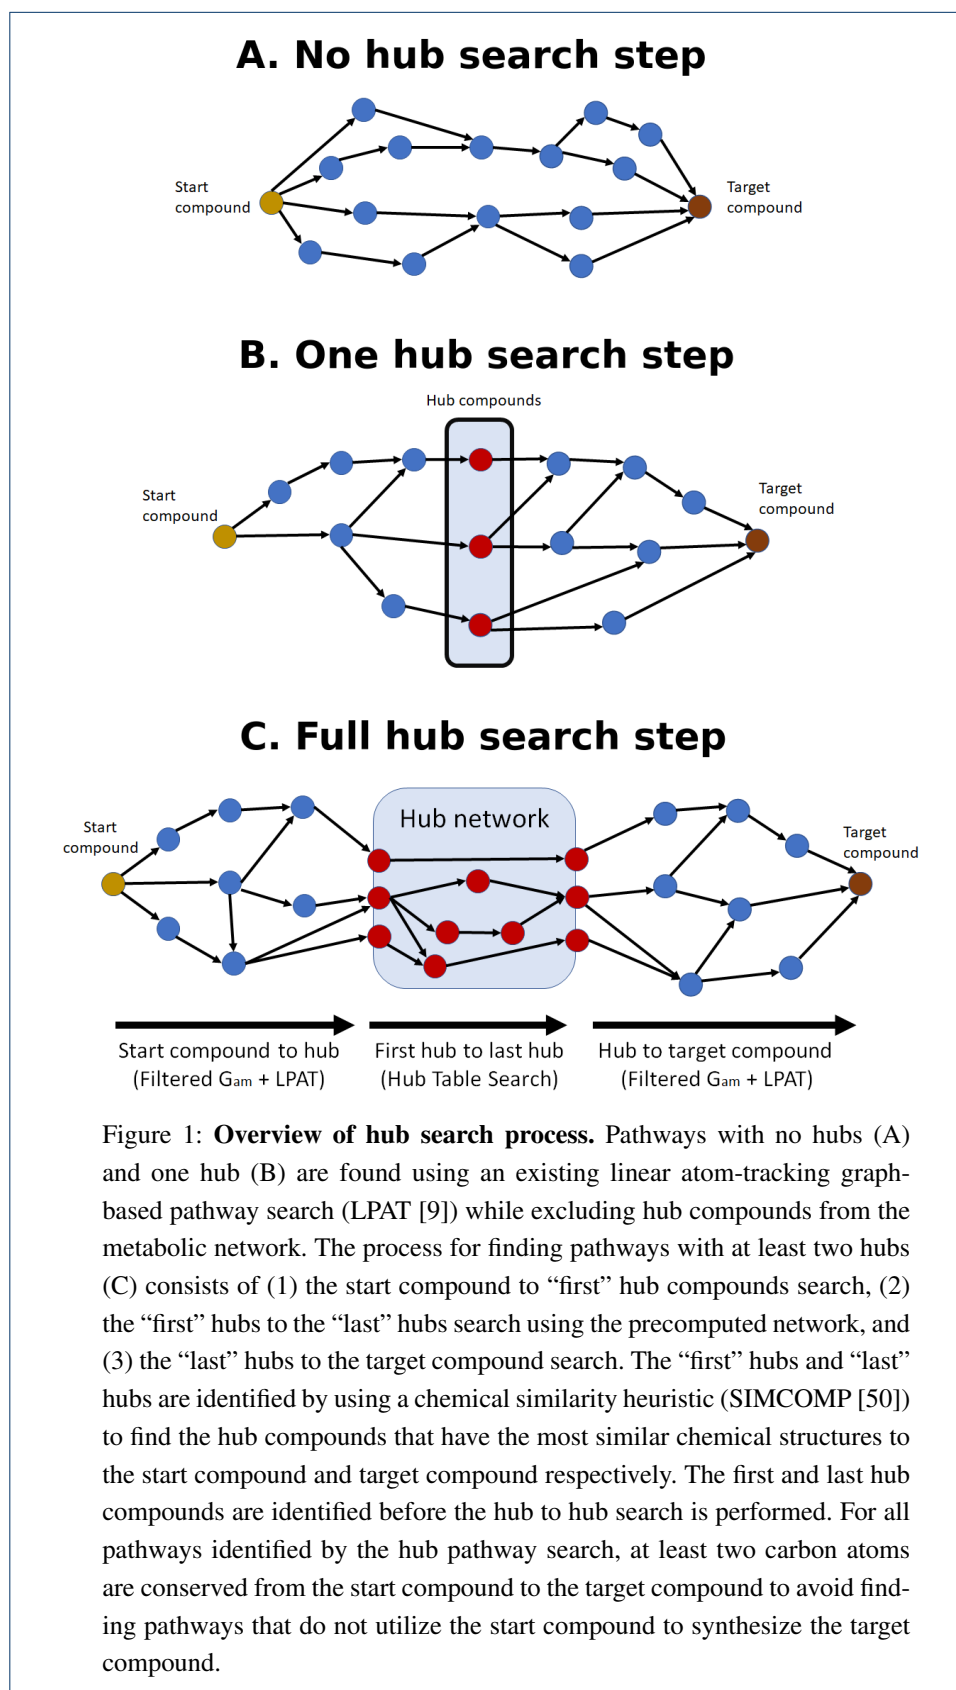 A. No hub search step
Start
compound
Target
compound
B. One hub search step
Hub compounds
Start
compound
Target
compound
C. Full hub search step
Hub network
Start
compound
Target
compound
Start compound to hub
(Filtered Gam + LPAT)
First hub to last hub
(Hub Table Search)
Hub to target compound
(Filtered Gam + LPAT)
Figure 1: Overview of hub search process. Pathways with no hubs (A)
and one hub (B) are found using an existing linear atom-tracking graph-
based pathway search (LPAT [9]) while excluding hub compounds from the
metabolic network. The process for finding pathways with at least two hubs
(C) consists of (1) the start compound to “first” hub compounds search, (2)
the “first” hubs to the “last” hubs search using the precomputed network, and
(3) the “last” hubs to the target compound search. The “first” hubs and “last”
hubs are identified by using a chemical similarity heuristic (SIMCOMP [50])
to find the hub compounds that have the most similar chemical structures to
the start compound and target compound respectively. The first and last hub
compounds are identified before the hub to hub search is performed. For all
pathways identified by the hub pathway search, at least two carbon atoms
are conserved from the start compound to the target compound to avoid find-
ing pathways that do not utilize the start compound to synthesize the target
compound.